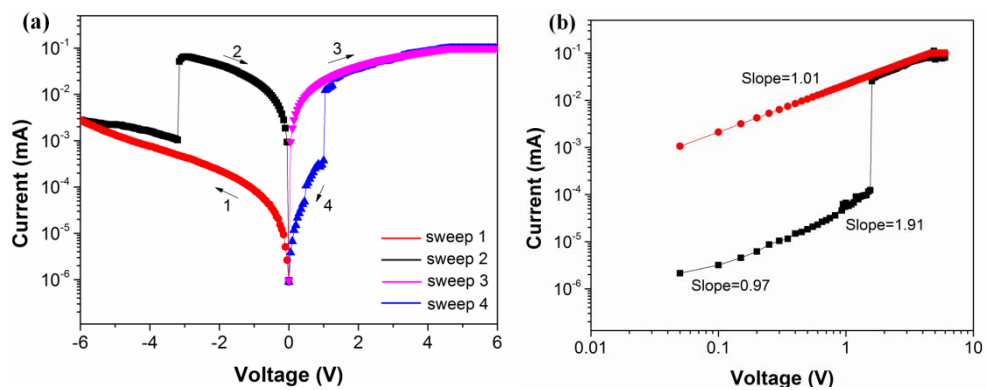 (a)
10⁻¹
10⁻²
10⁻³
10⁻⁴
10⁻⁵
10⁻⁶
Current (mA)
2
3
1
4
sweep 1
sweep 2
sweep 3
sweep 4
-6 -4 -2 0 2 4 6
Voltage (V)
(b)
10⁰
10⁻¹
10⁻²
10⁻³
10⁻⁴
10⁻⁵
10⁻⁶
Current (mA)
Slope=1.01
Slope=1.91
Slope=0.97
0.01 0.1 1 10
Voltage (V)